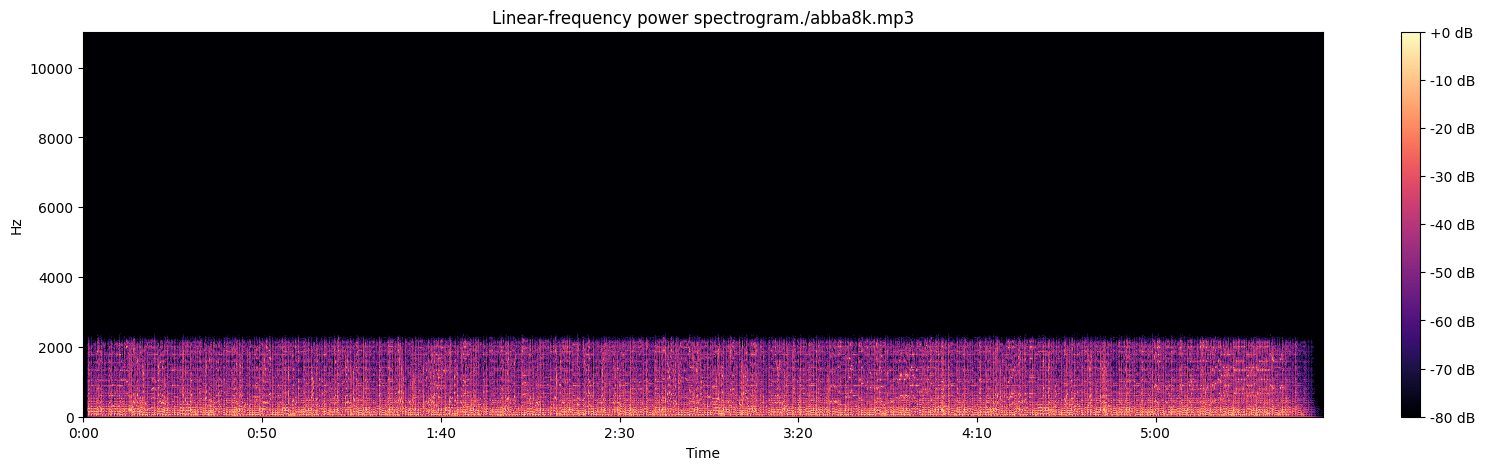 Linear-frequency power spectrogram./abba8k.mp3
Hz
10000
8000
6000
4000
2000
0
0:00 0:50 1:40 2:30 3:20 4:10 5:00
Time
+0 dB
-10 dB
-20 dB
-30 dB
-40 dB
-50 dB
-60 dB
-70 dB
-80 dB